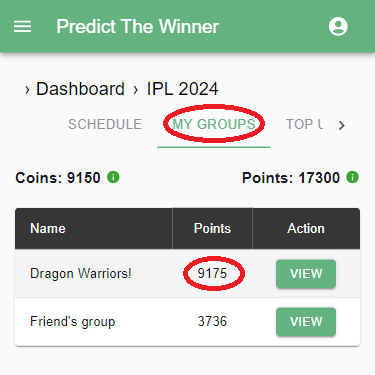 Predict The Winner
› Dashboard › IPL 2024
SCHEDULE MY GROUPS TOP U
Coins: 9150 Points: 17300
Name Points Action
Dragon Warriors! 9175 VIEW
Friend's group 3736 VIEW